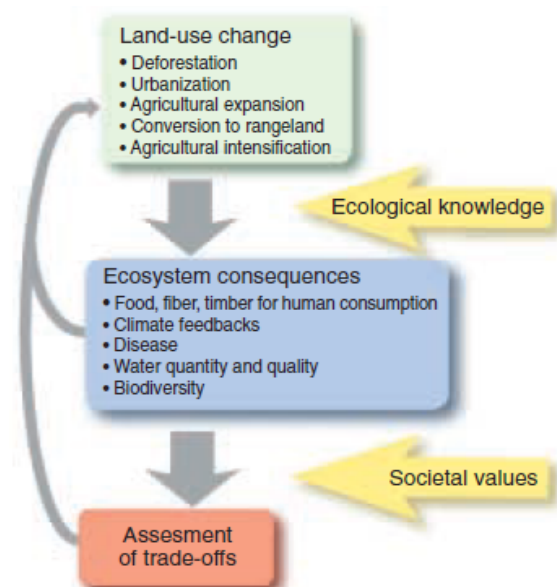 Land-use change
• Deforestation
• Urbanization
• Agricultural expansion
• Conversion to rangeland
• Agricultural intensification
Ecological knowledge
Ecosystem consequences
• Food, fiber, timber for human consumption
• Climate feedbacks
• Disease
• Water quantity and quality
• Biodiversity
Societal values
Assesment
of trade-offs